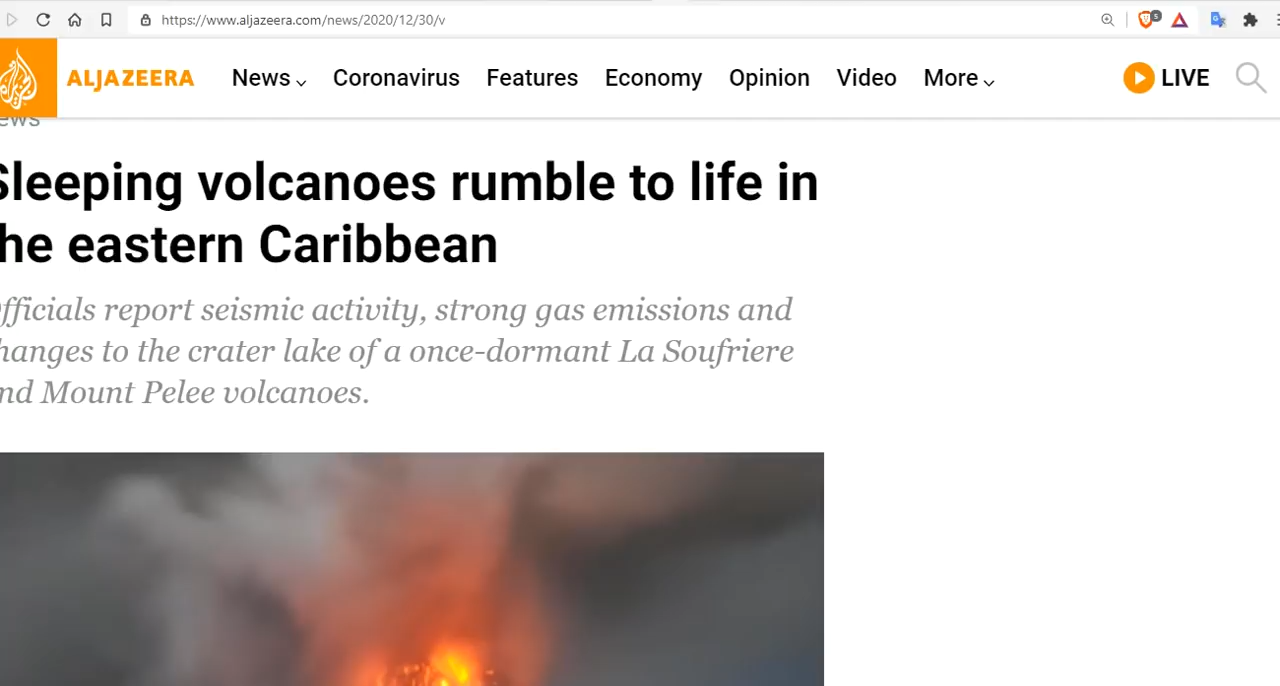 https://www.aljazeera.com/news/2020/12/30/v
5
ALJAZEERA News Coronavirus Features Economy Opinion Video More LIVE
ews
Sleeping volcanoes rumble to life in
he eastern Caribbean
fficials report seismic activity, strong gas emissions and
hanges to the crater lake of a once-dormant La Soufriere
nd Mount Pelee volcanoes.